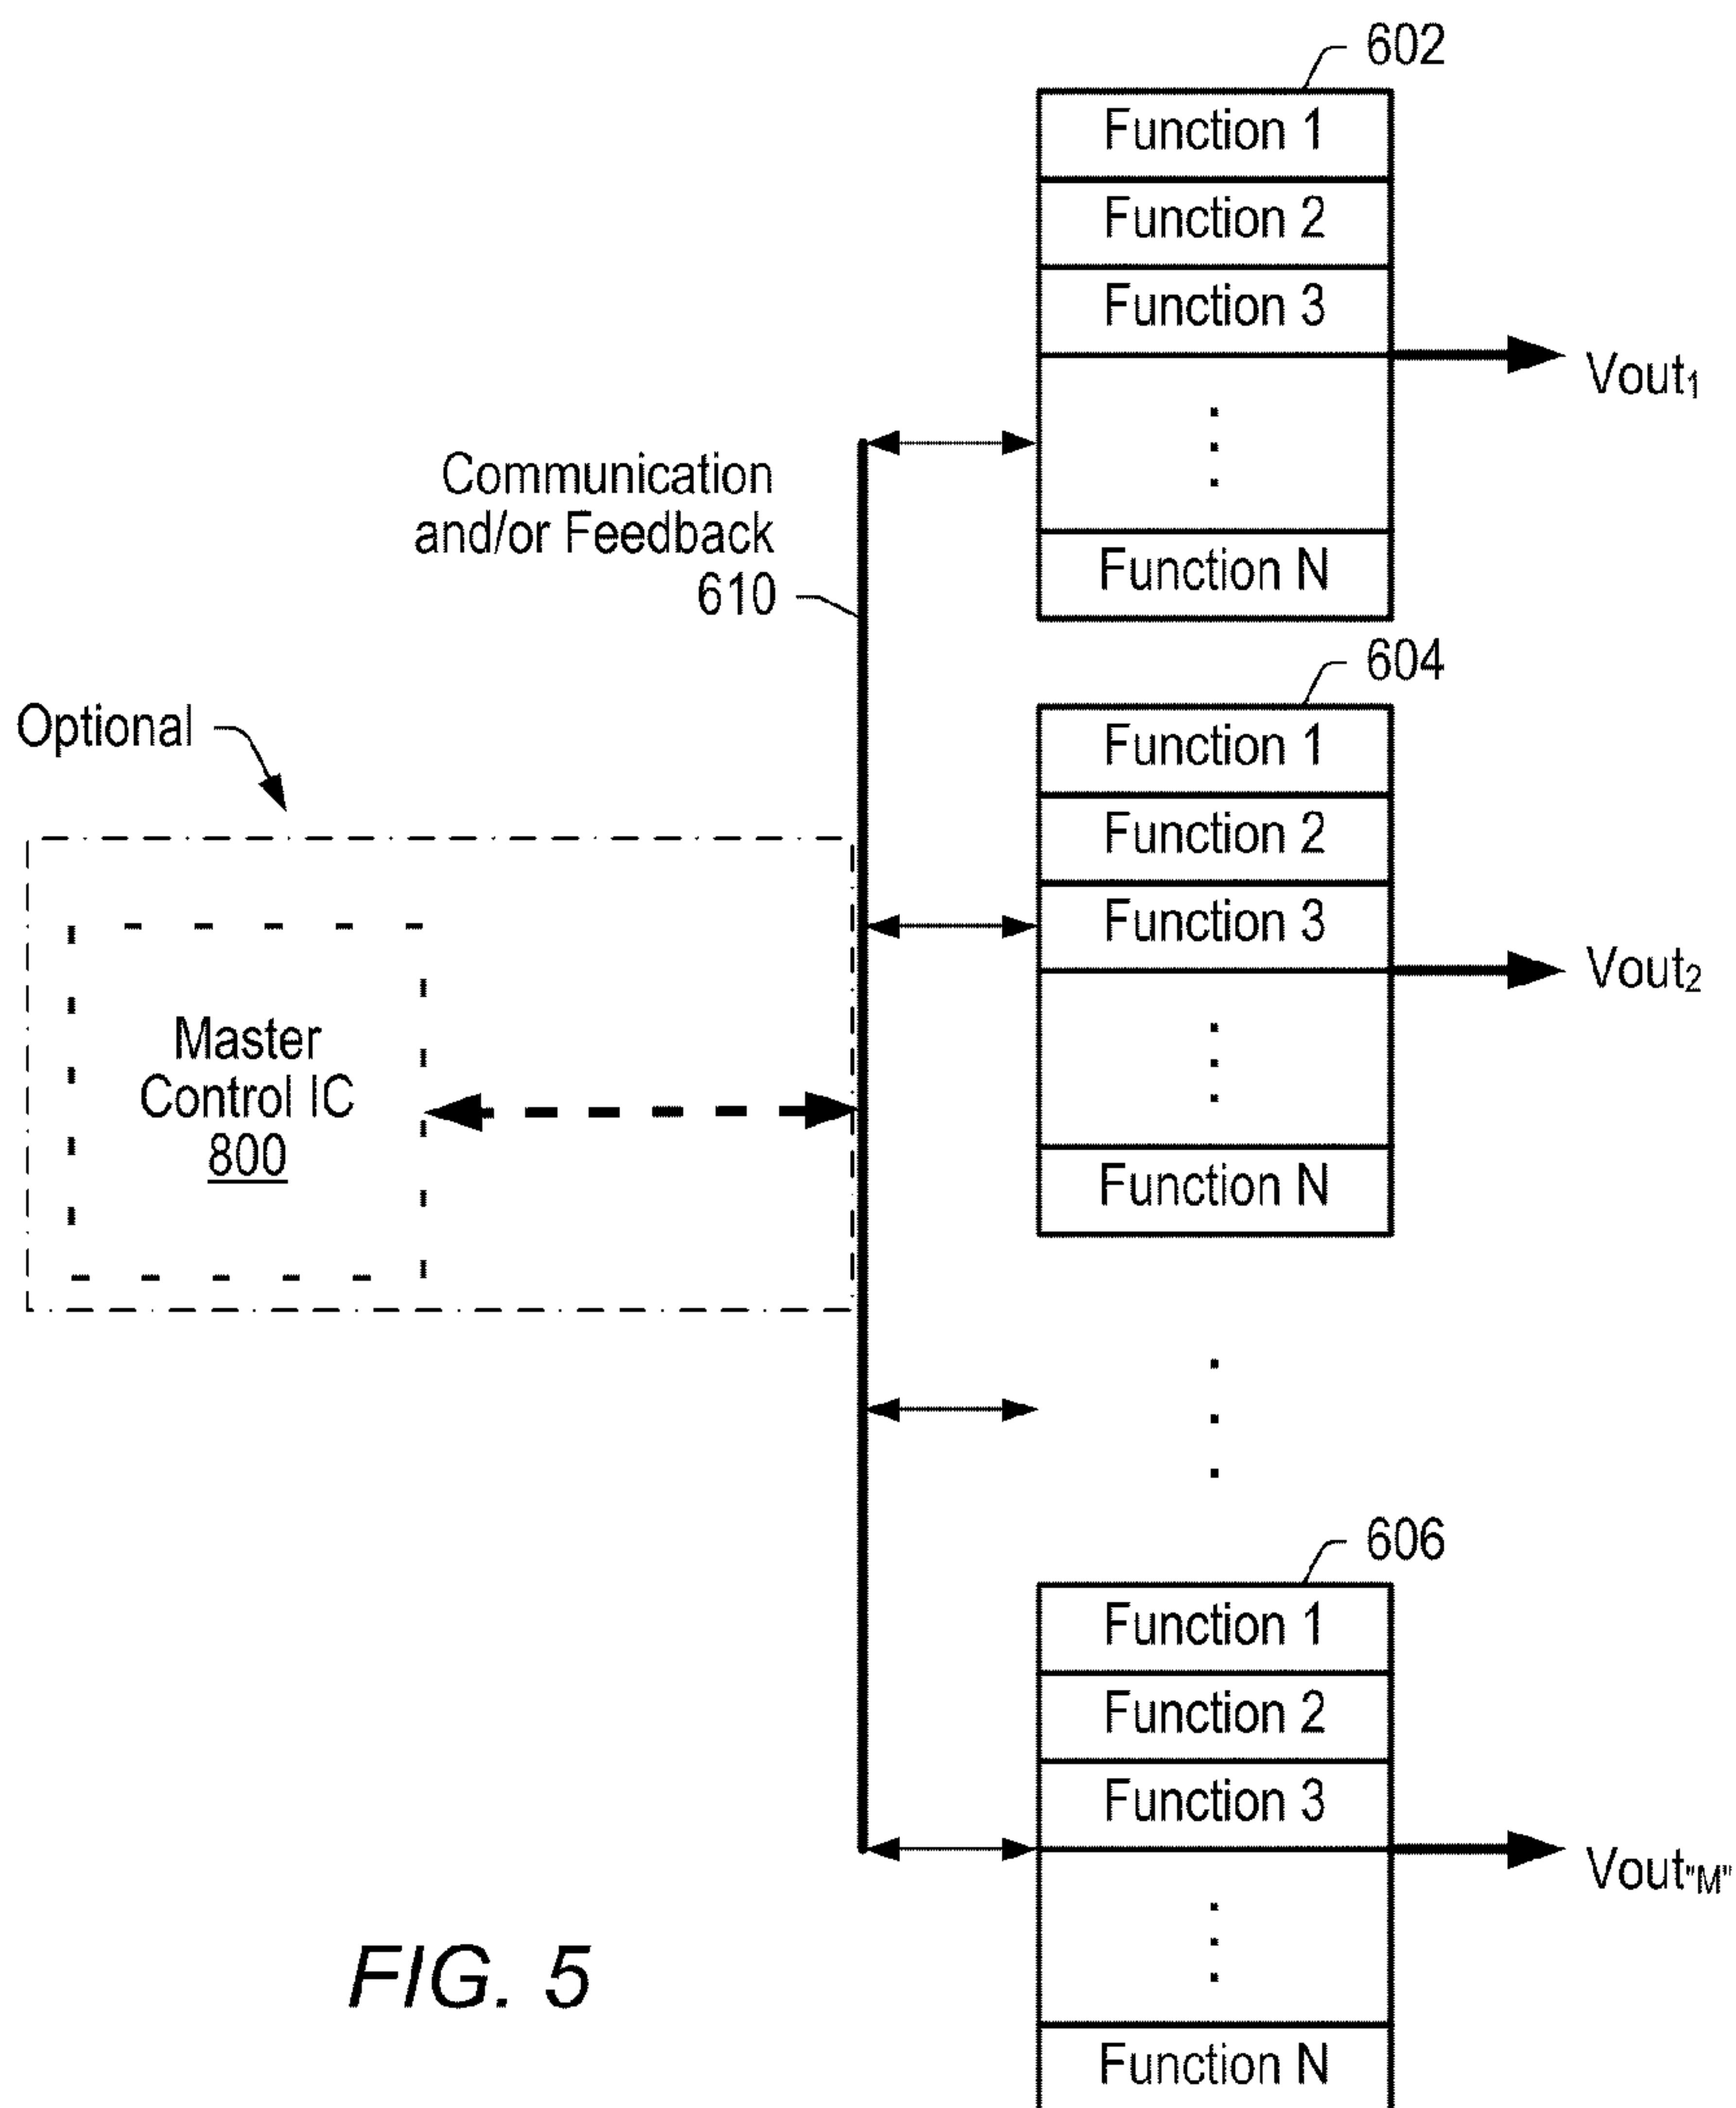 602
Function 1
Function 2
Function 3
Vout1
Communication
and/or Feedback
610
Function N
604
Optional
Function 1
Function 2
Function 3
Vout2
Master
Control IC
800
Function N
606
Function 1
Function 2
Function 3
Vout"M"
FIG. 5
Function N